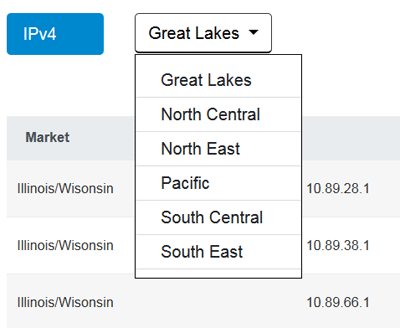 IPv4
Great Lakes
Great Lakes
North Central
North East
Pacific
South Central
South East
Market
Illinois/Wisonsin 10.89.28.1
Illinois/Wisonsin 10.89.38.1
Illinois/Wisonsin 10.89.66.1